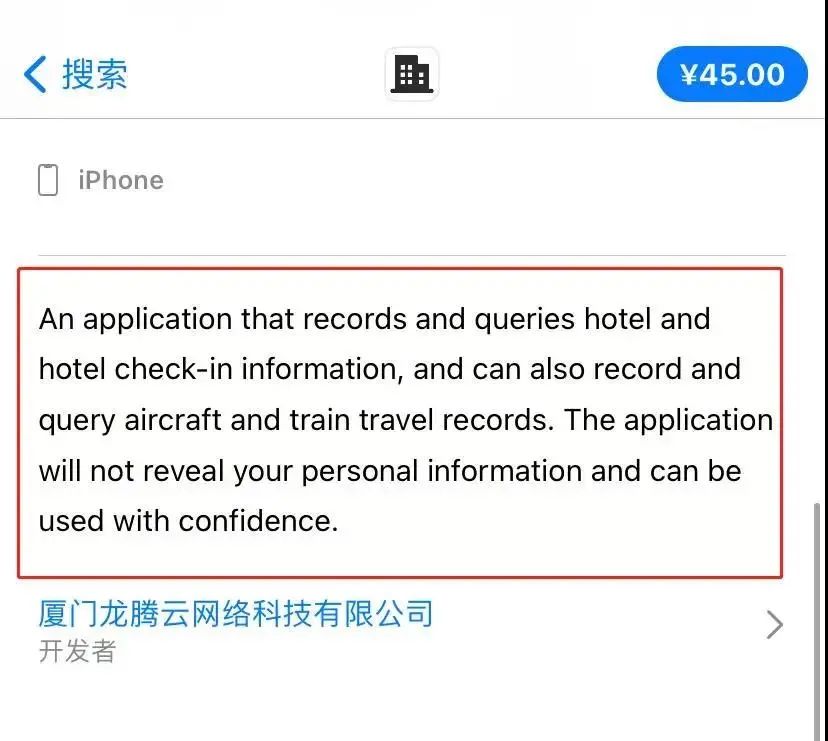 搜索
¥45.00
iPhone
An application that records and queries hotel and
hotel check-in information, and can also record and
query aircraft and train travel records. The application
will not reveal your personal information and can be
used with confidence.
厦门龙腾云网络科技有限公司
开发者